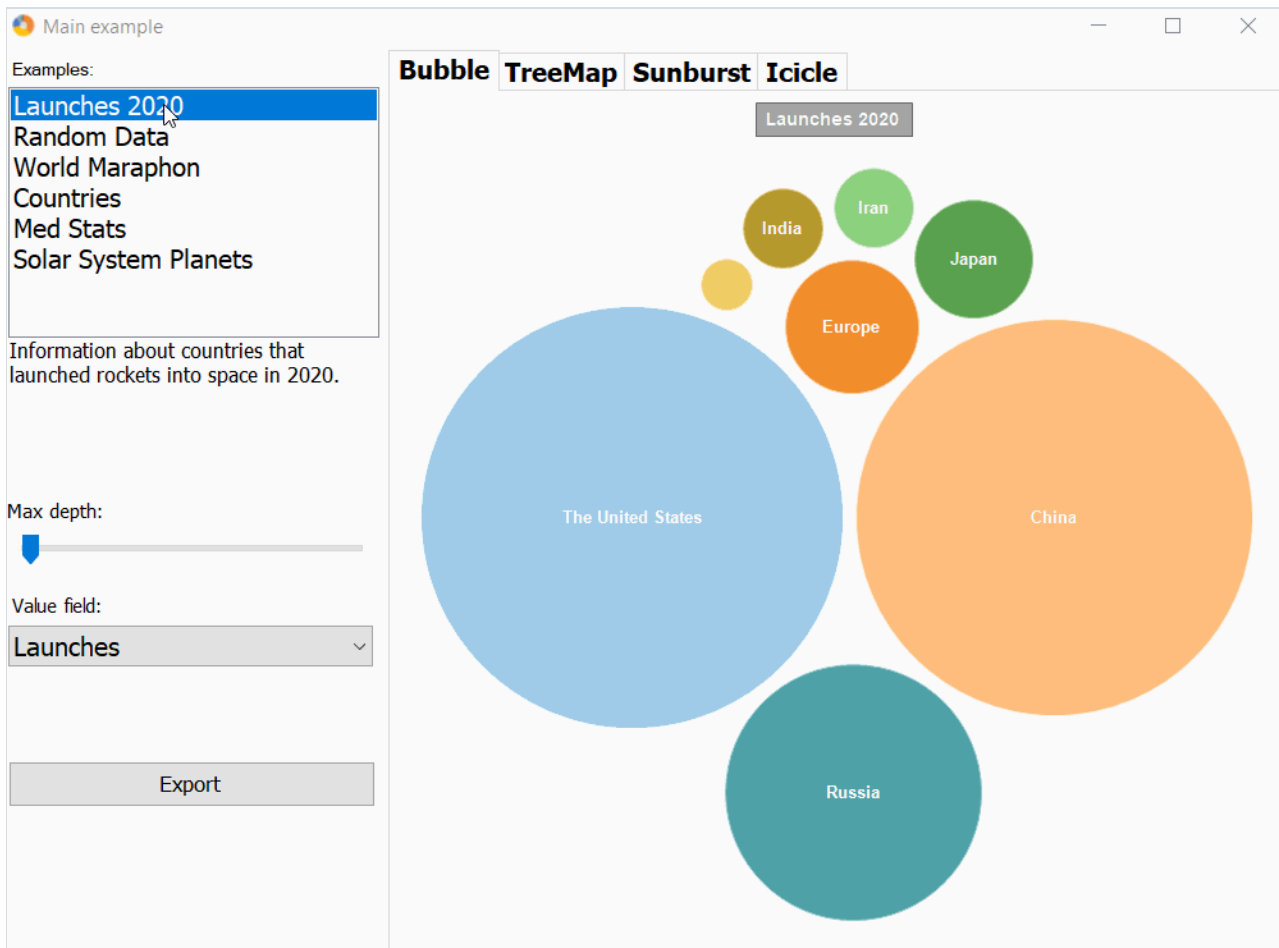 Main example
Examples:
Launches 2020
Random Data
World Maraphon
Countries
Med Stats
Solar System Planets
Information about countries that
launched rockets into space in 2020.
Max depth:
Value field:
Launches
Export
Bubble TreeMap Sunburst Icicle
Launches 2020
Iran
India
Japan
Europe
The United States
China
Russia